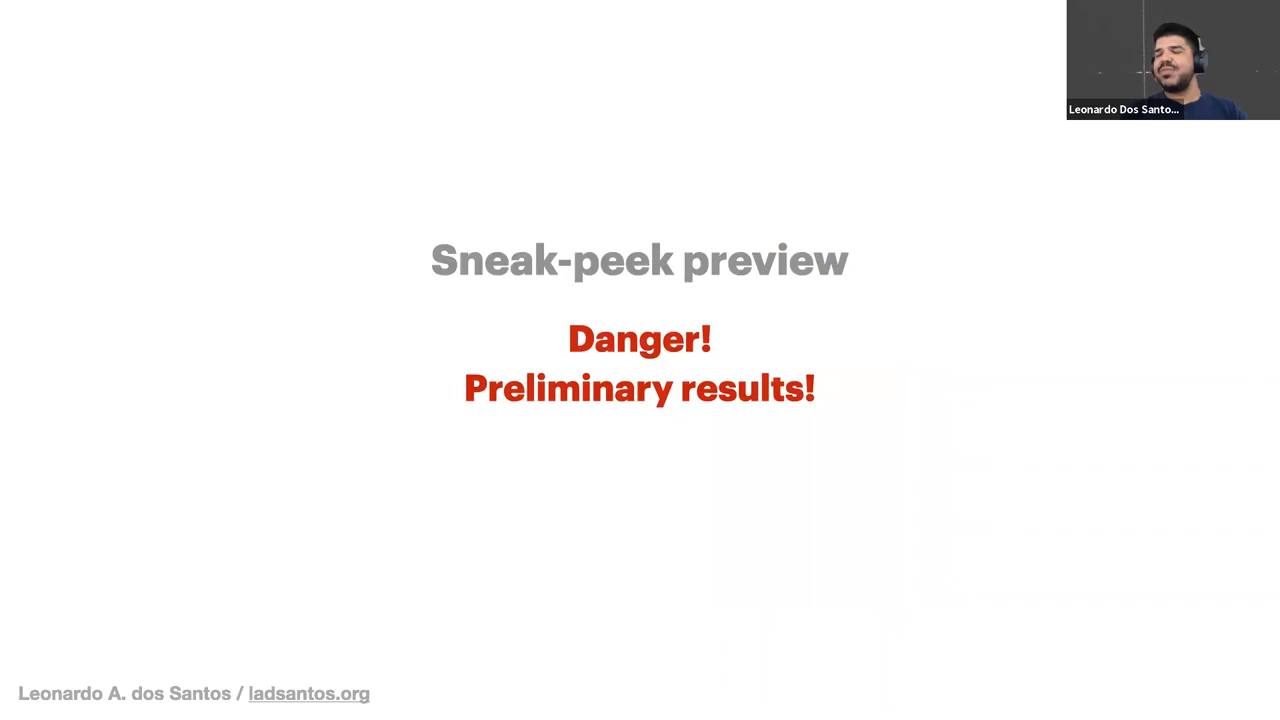 Leonardo Dos Santo...
Sneak-peek preview
Danger!
Preliminary results!
Leonardo A. dos Santos / ladsantos.org